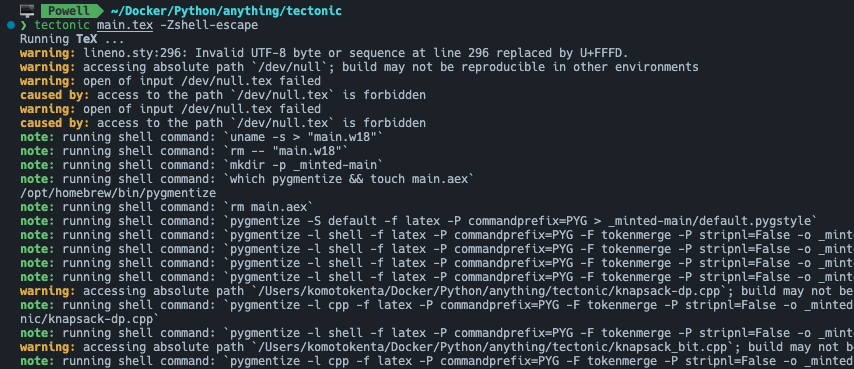 Powell ~/Docker/Python/anything/tectonic
❯ tectonic main.tex -Zshell-escape
Running TeX ...
warning: lineno.sty:296: Invalid UTF-8 byte or sequence at line 296 replaced by U+FFFD.
warning: accessing absolute path `/dev/null`; build may not be reproducible in other environments
warning: open of input /dev/null.tex failed
caused by: access to the path `/dev/null.tex` is forbidden
warning: open of input /dev/null.tex failed
caused by: access to the path `/dev/null.tex` is forbidden
note: running shell command: `uname -s > "main.w18"`
note: running shell command: `rm -- "main.w18"`
note: running shell command: `mkdir -p _minted-main`
note: running shell command: `which pygmentize && touch main.aex`
/opt/homebrew/bin/pygmentize
note: running shell command: `rm main.aex`
note: running shell command: `pygmentize -S default -f latex -P commandprefix=PYG > _minted-main/default.pygstyle`
note: running shell command: `pygmentize -l shell -f latex -P commandprefix=PYG -F tokenmerge -P stripnl=False -o _minte
note: running shell command: `pygmentize -l shell -f latex -P commandprefix=PYG -F tokenmerge -P stripnl=False -o _minte
note: running shell command: `pygmentize -l shell -f latex -P commandprefix=PYG -F tokenmerge -P stripnl=False -o _minte
note: running shell command: `pygmentize -l shell -f latex -P commandprefix=PYG -F tokenmerge -P stripnl=False -o _minte
warning: accessing absolute path `/Users/komotokenta/Docker/Python/anything/tectonic/knapsack-dp.cpp`; build may not be
note: running shell command: `pygmentize -l cpp -f latex -P commandprefix=PYG -F tokenmerge -P stripnl=False -o _minted
nic/knapsack-dp.cpp`
note: running shell command: `pygmentize -l shell -f latex -P commandprefix=PYG -F tokenmerge -P stripnl=False -o _minte
warning: accessing absolute path `/Users/komotokenta/Docker/Python/anything/tectonic/knapsack_bit.cpp`; build may not b
note: running shell command: `pygmentize -l cpp -f latex -P commandprefix=PYG -F tokenmerge -P stripnl=False -o _minted